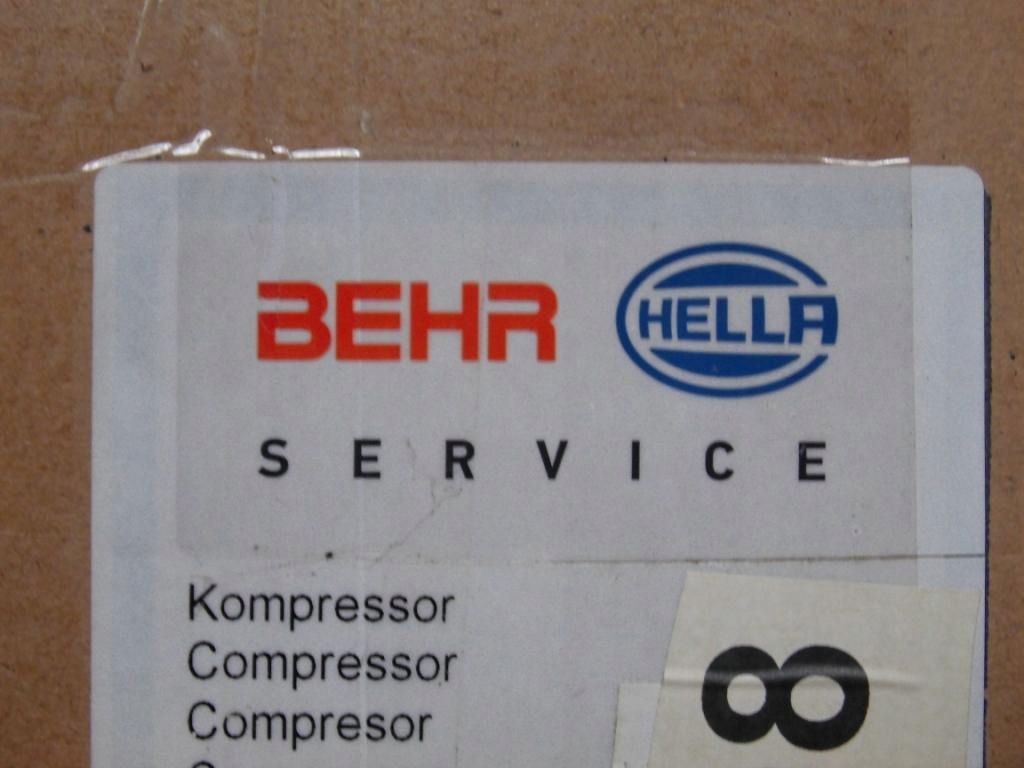 BEHR HELLA
SERVICE
Kompressor
Compressor
Compresor
8